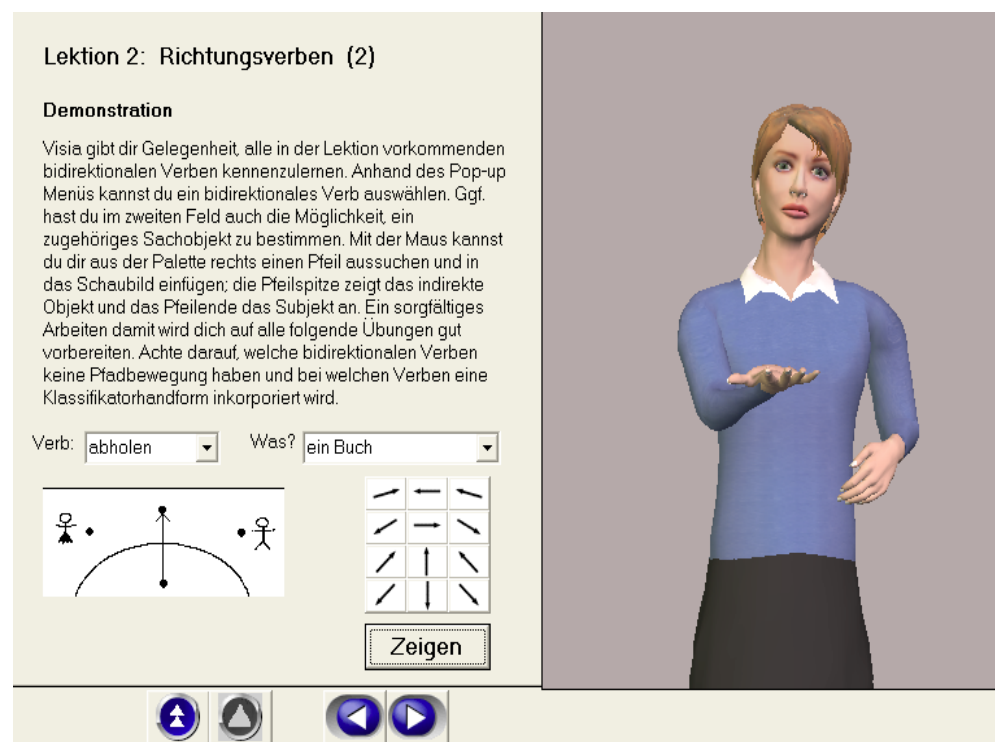 Lektion 2: Richtungsverben (2)
Demonstration
Visia gibt dir Gelegenheit, alle in der Lektion vorkommenden
bidirektionalen Verben kennenzulernen. Anhand des Pop-up
Menüs kannst du ein bidirektionales Verb auswählen. Ggf.
hast du im zweiten Feld auch die Möglichkeit, ein
zugehöriges Sachobjekt zu bestimmen. Mit der Maus kannst
du dir aus der Palette rechts einen Pfeil aussuchen und in
das Schaubild einfügen; die Pfeilspitze zeigt das indirekte
Objekt und das Pfeilende das Subjekt an. Ein sorgfältiges
Arbeiten damit wird dich auf alle folgende Übungen gut
vorbereiten. Achte darauf, welche bidirektionalen Verben
keine Pfadbewegung haben und bei welchen Verben eine
Klassifikatorhandform inkorporiert wird.
Verb: abholen Was? ein Buch
Zeigen